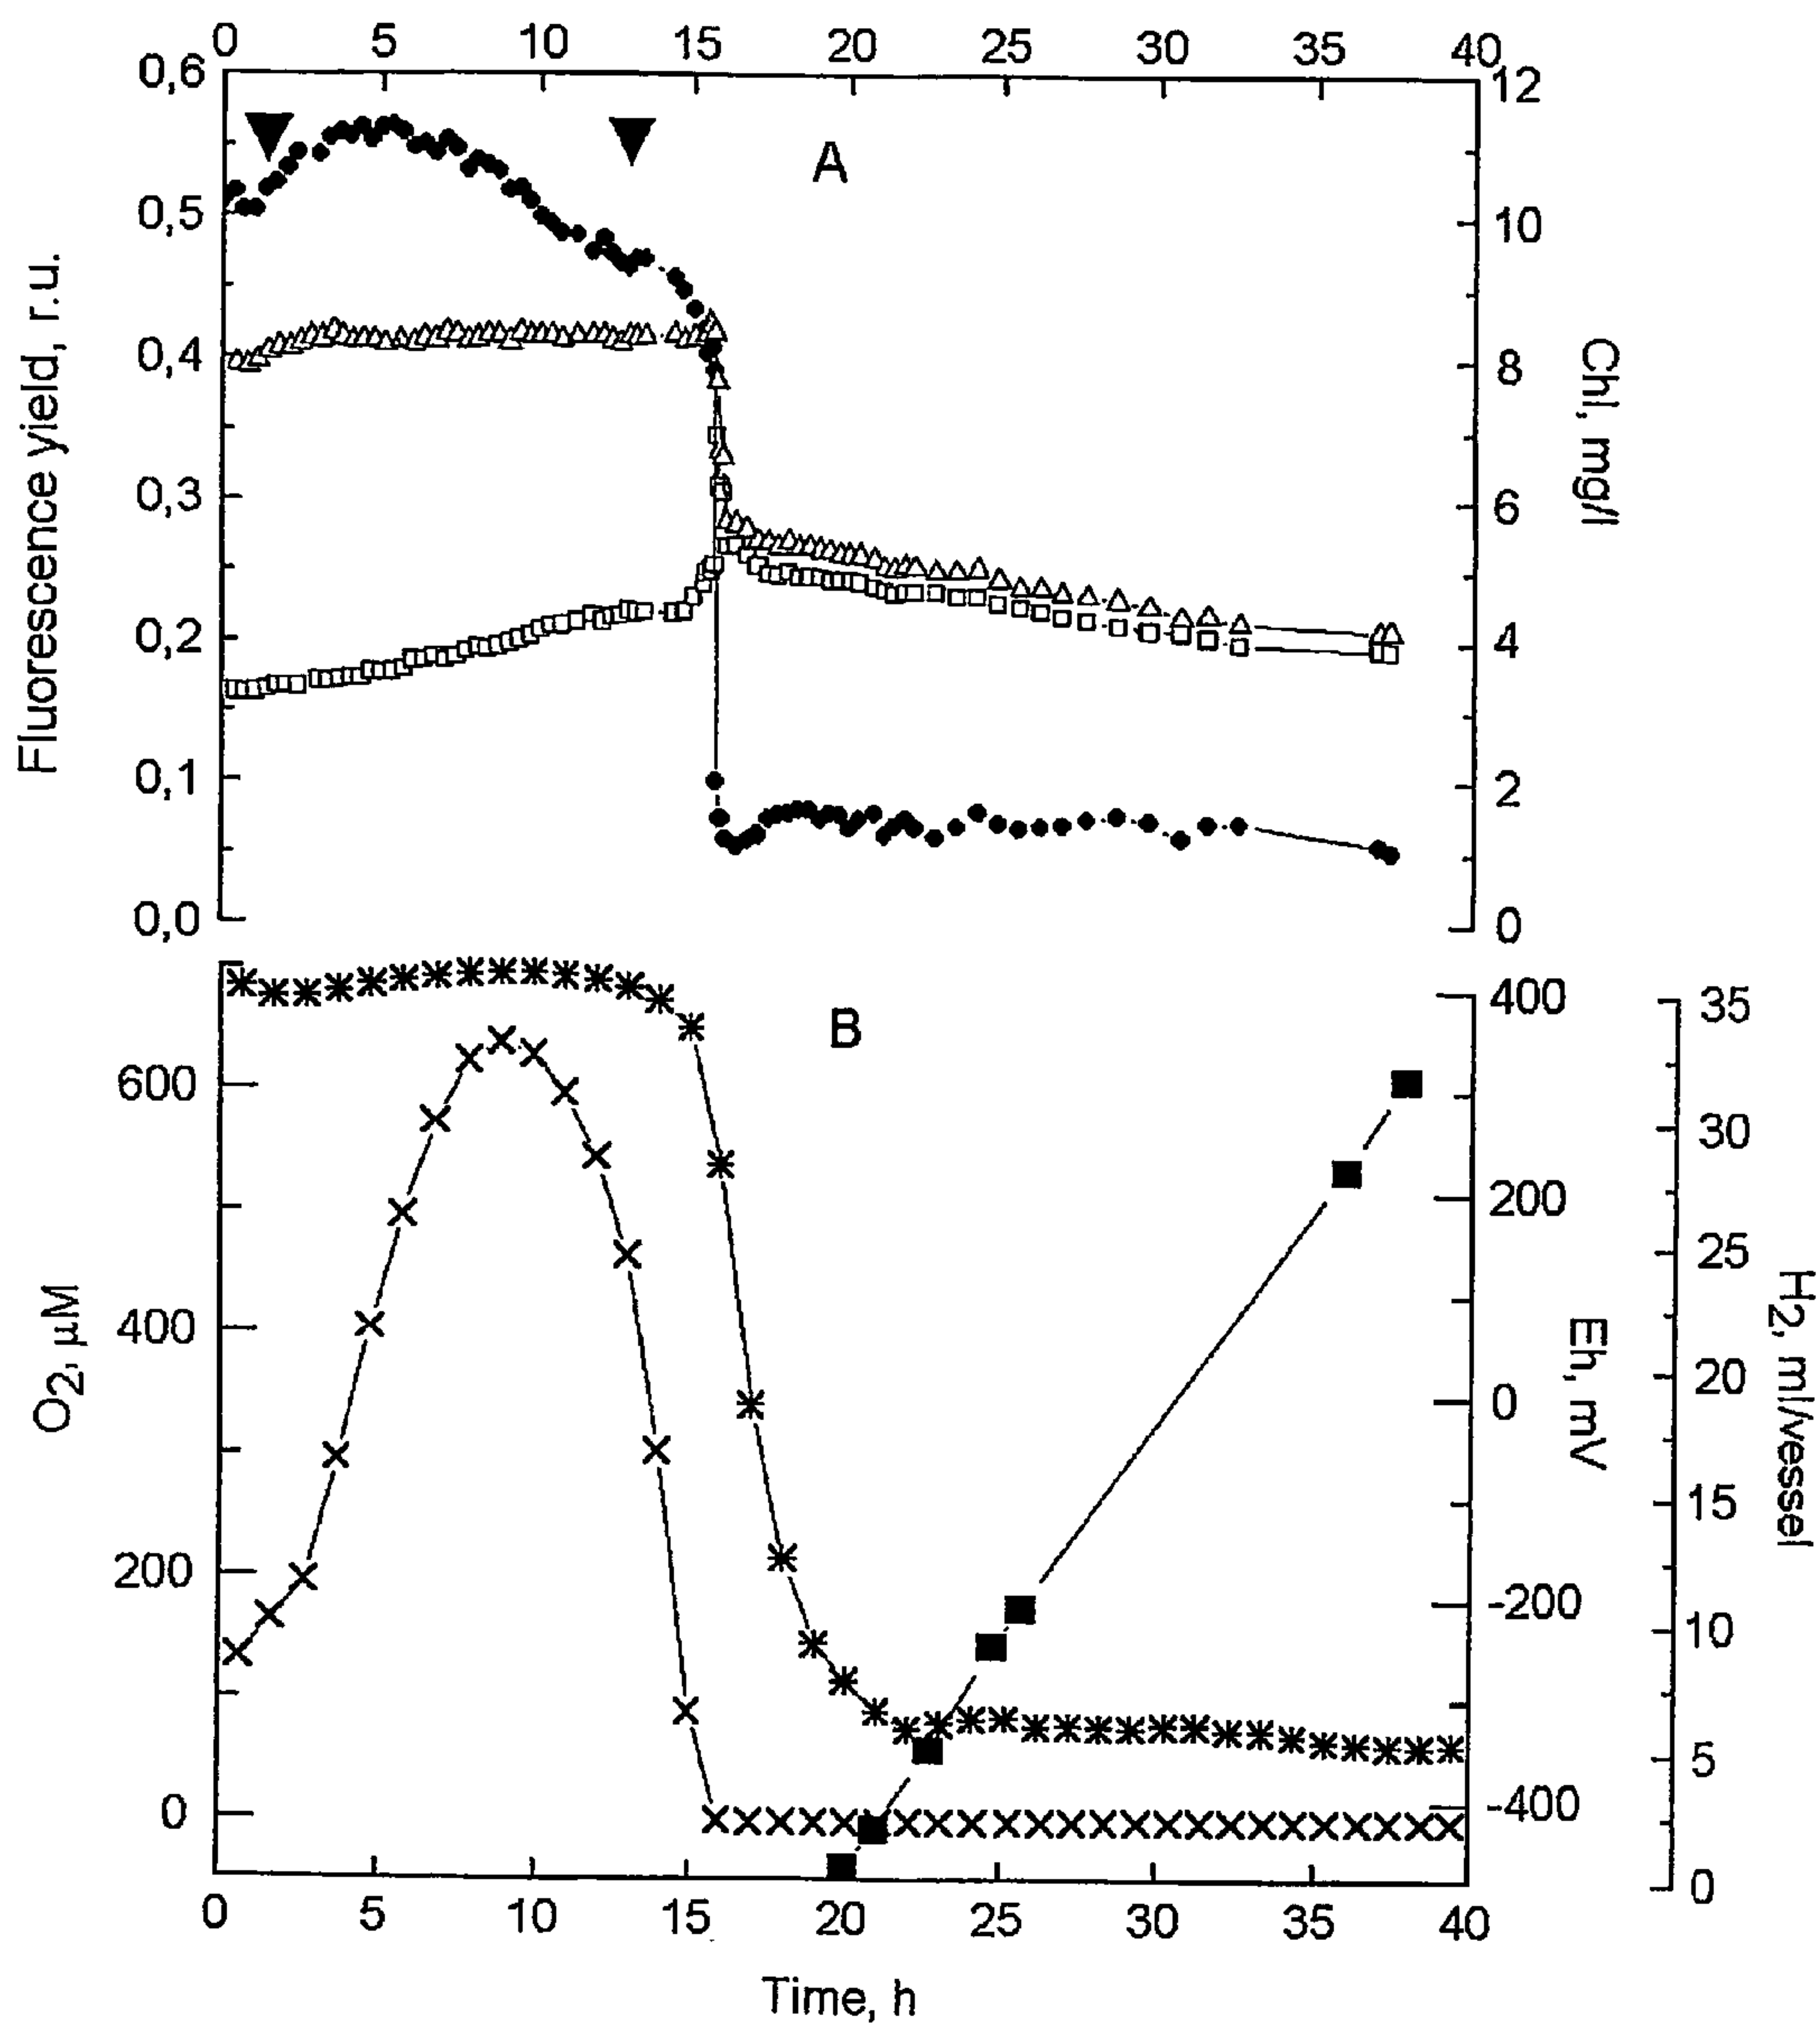 0 5 10 15 20 25 30 35 40
0,6 12
A
0,5 10
0,4 8
0,3 6
0,2 4
0,1 2
0,0 0
Fluorescence yield, r.u.
Chl, mg/l
B
400 35
600
30
200
25
400
0 20
15
200
-200 10
5
0 -400
0
O2, µM
Eh, mV
H2, ml/vessel
0 5 10 15 20 25 30 35 40
Time, h